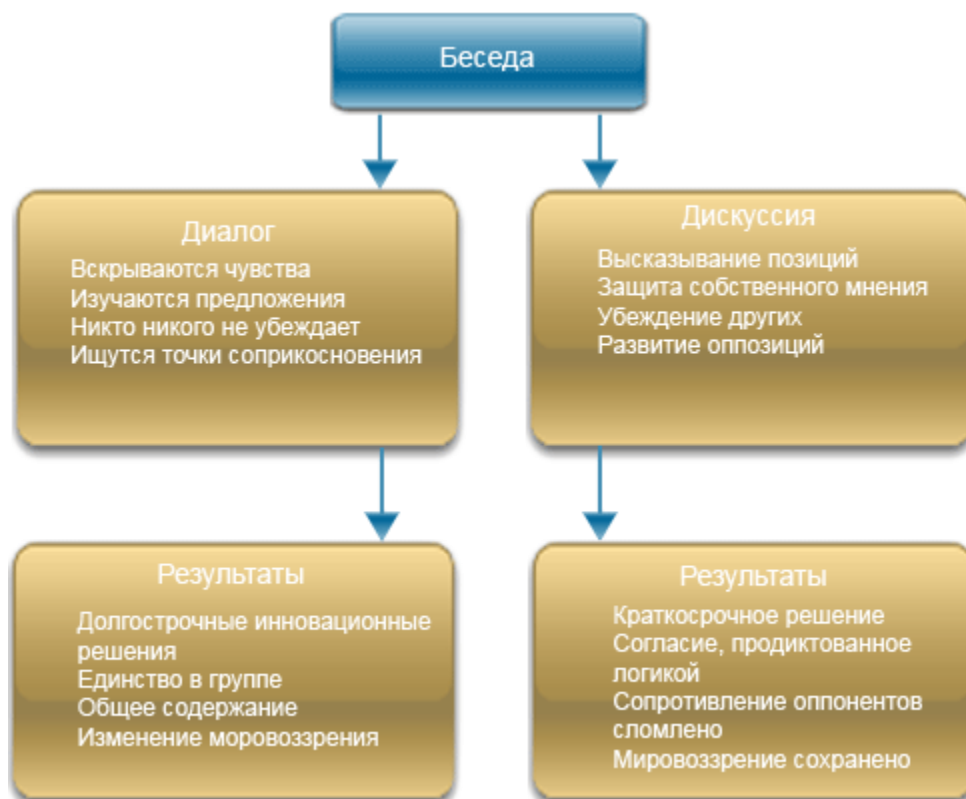 Беседа
Диалог
Вскрываются чувства
Изучаются предложения
Никто никого не убеждает
Ищутся точки соприкосновения
Дискуссия
Высказывание позиций
Защита собственного мнения
Убеждение других
Развитие оппозиций
Результаты
Долгострочные инновационные
решения
Единство в группе
Общее содержание
Изменение моровоззрения
Результаты
Краткосрочное решение
Согласие, продиктованное
логикой
Сопротивление оппонентов
сломлено
Мировоззрение сохранено